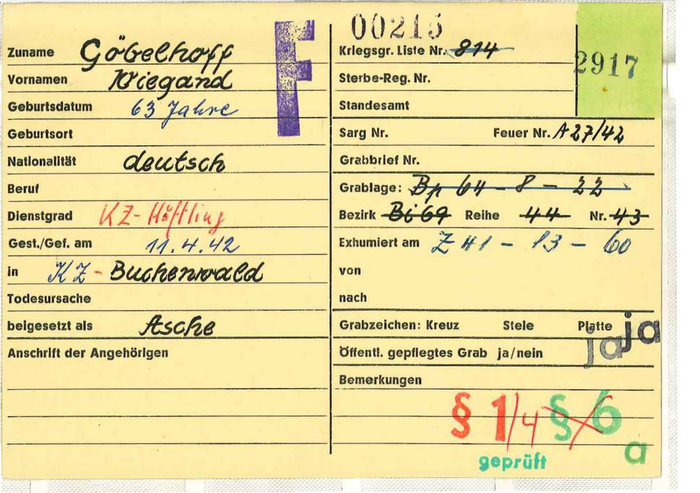 Zuname Göbelhoff
Vornamen Wiegand
Geburtsdatum 63 Jahre
Geburtsort
Nationalität deutsch
Beruf
Dienstgrad KZ-Häftling
Gest./Gef. am 11.4.42
in KZ-Buchenwald
Todesursache
beigesetzt als Asche
Anschrift der Angehörigen
F
00215
Kriegsgr. Liste Nr. 814
2917
Sterbe-Reg. Nr.
Standesamt
Sarg Nr. Feuer Nr. A 27/42
Grabbrief Nr.
Grablage: Bp 64 - 8 - 22
Bezirk Bi 69 Reihe 44 Nr. 43
Exhumiert am Z 41 - 13 - 60
von
nach
Grabzeichen: Kreuz Stele Platte ja
Öffentl. gepflegtes Grab ja/nein ja
Bemerkungen
§ 1/4 § 6
geprüft a